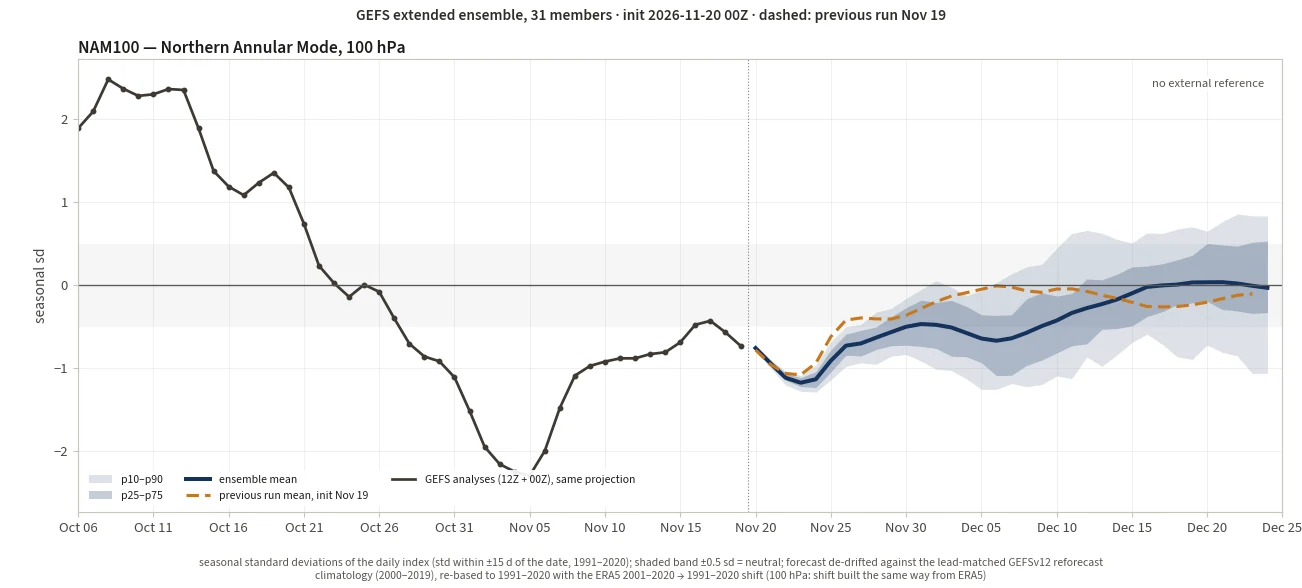 GEFS extended ensemble, 31 members · init 2026-11-20 00Z · dashed: previous run Nov 19
NAM100 — Northern Annular Mode, 100 hPa
no external reference
seasonal sd
2
1
0
−1
−2
p10–p90
p25–p75
ensemble mean
previous run mean, init Nov 19
GEFS analyses (12Z + 00Z), same projection
Oct 06
Oct 11
Oct 16
Oct 21
Oct 26
Oct 31
Nov 05
Nov 10
Nov 15
Nov 20
Nov 25
Nov 30
Dec 05
Dec 10
Dec 15
Dec 20
Dec 25
seasonal standard deviations of the daily index (std within ±15 d of the date, 1991–2020); shaded band ±0.5 sd = neutral; forecast de-drifted against the lead-matched GEFSv12 reforecast
climatology (2000–2019), re-based to 1991–2020 with the ERA5 2001–2020 → 1991–2020 shift (100 hPa: shift built the same way from ERA5)